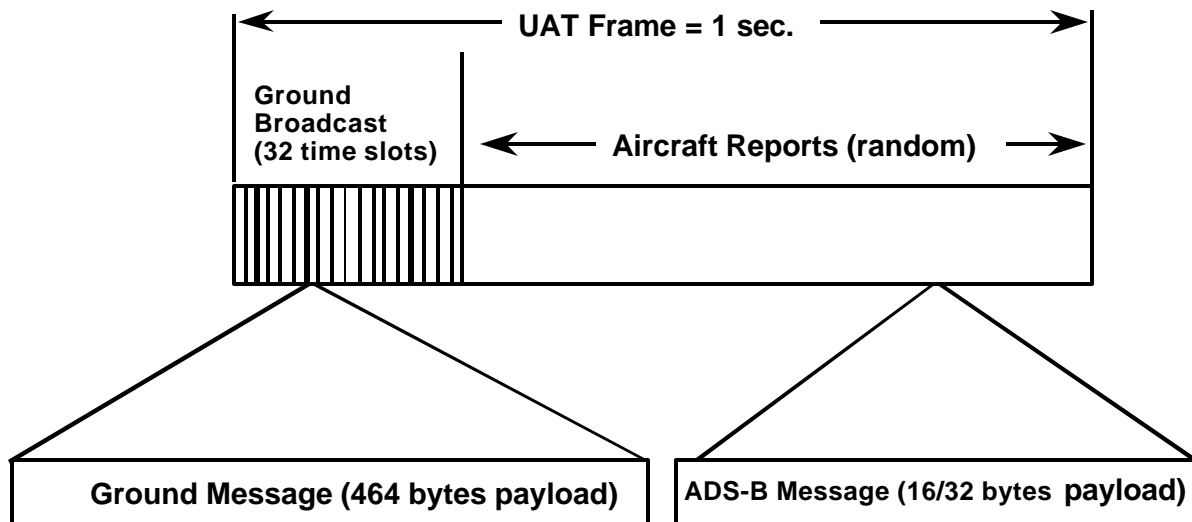 UAT Frame = 1 sec.
Ground
Broadcast
(32 time slots)
Aircraft Reports (random)
Ground Message (464 bytes payload)
ADS-B Message (16/32 bytes payload)